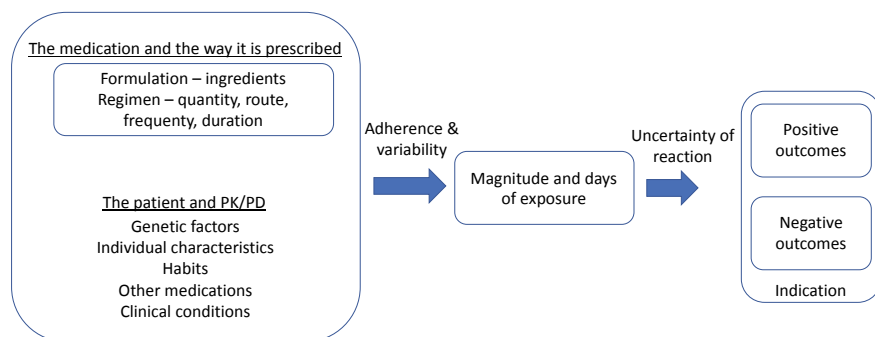 The medication and the way it is prescribed
Formulation – ingredients
Regimen – quantity, route,
frequenty, duration
The patient and PK/PD
Genetic factors
Individual characteristics
Habits
Other medications
Clinical conditions
Adherence &
variability
Magnitude and days
of exposure
Uncertainty of
reaction
Positive
outcomes
Negative
outcomes
Indication